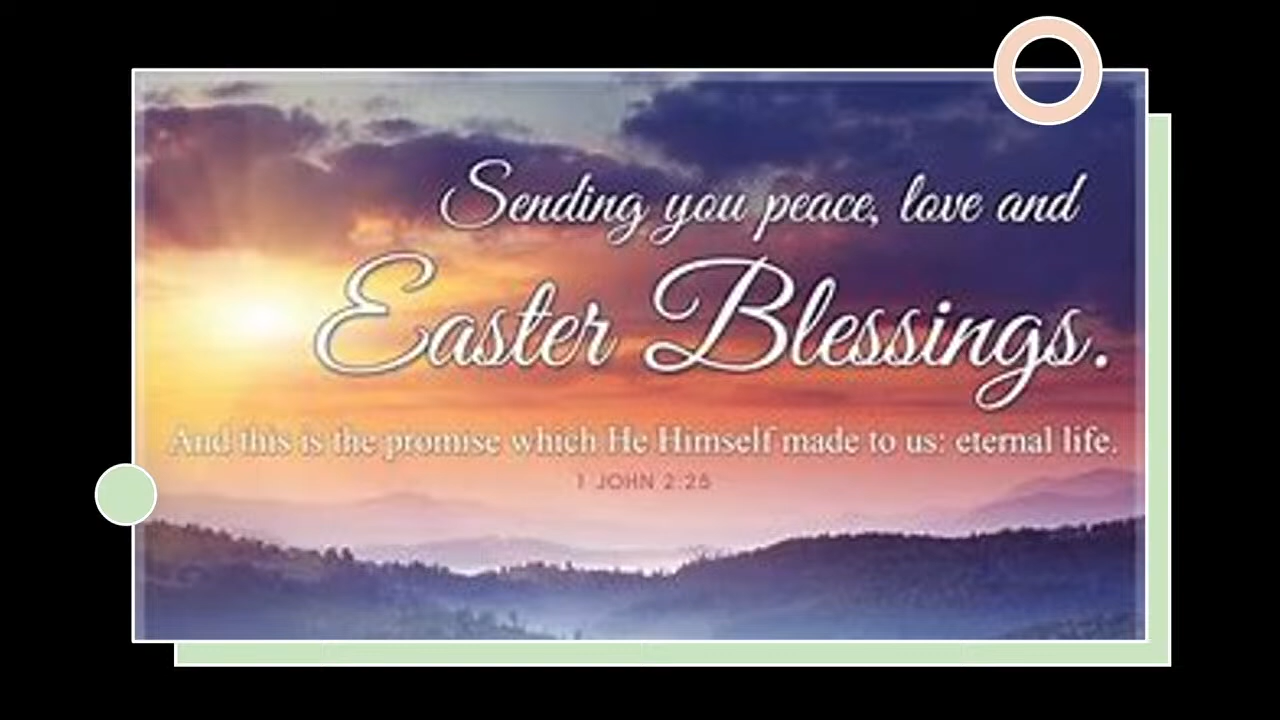 Sending you peace, love and
Easter Blessings.
And this is the promise which He Himself made to us: eternal life.
1 JOHN 2:25